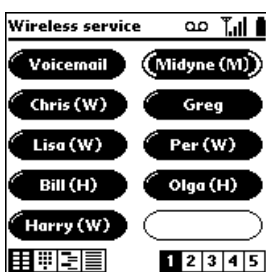 Wireless service
Voicemail Midyne (M)
Chris (W) Greg
Lisa (W) Per (W)
Bill (H) Olga (H)
Harry (W)
1 2 3 4 5